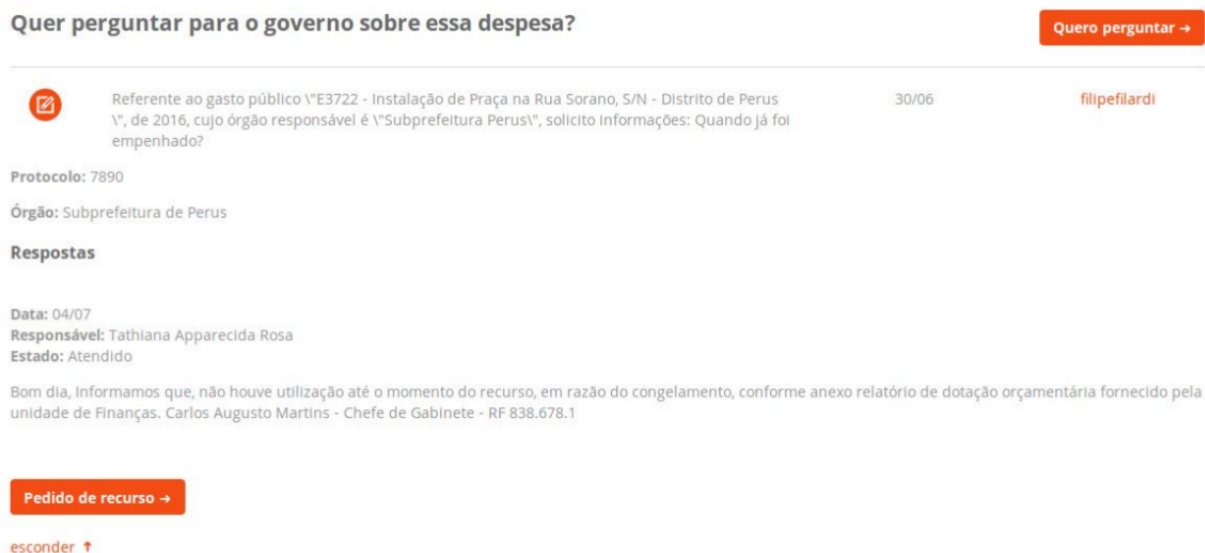 Quer perguntar para o governo sobre essa despesa?
Quero perguntar →
Referente ao gasto público \"E3722 - Instalação de Praça na Rua Sorano, S/N - Distrito de Perus
\", de 2016, cujo órgão responsável é \"Subprefeitura Perus\", solicito informações: Quando já foi
empenhado?
30/06
filipefilardi
Protocolo: 7890
Órgão: Subprefeitura de Perus
Respostas
Data: 04/07
Responsável: Tathiana Apparecida Rosa
Estado: Atendido
Bom dia, Informamos que, não houve utilização até o momento do recurso, em razão do congelamento, conforme anexo relatório de dotação orçamentária fornecido pela
unidade de Finanças. Carlos Augusto Martins - Chefe de Gabinete - RF 838.678.1
Pedido de recurso →
esconder ↑